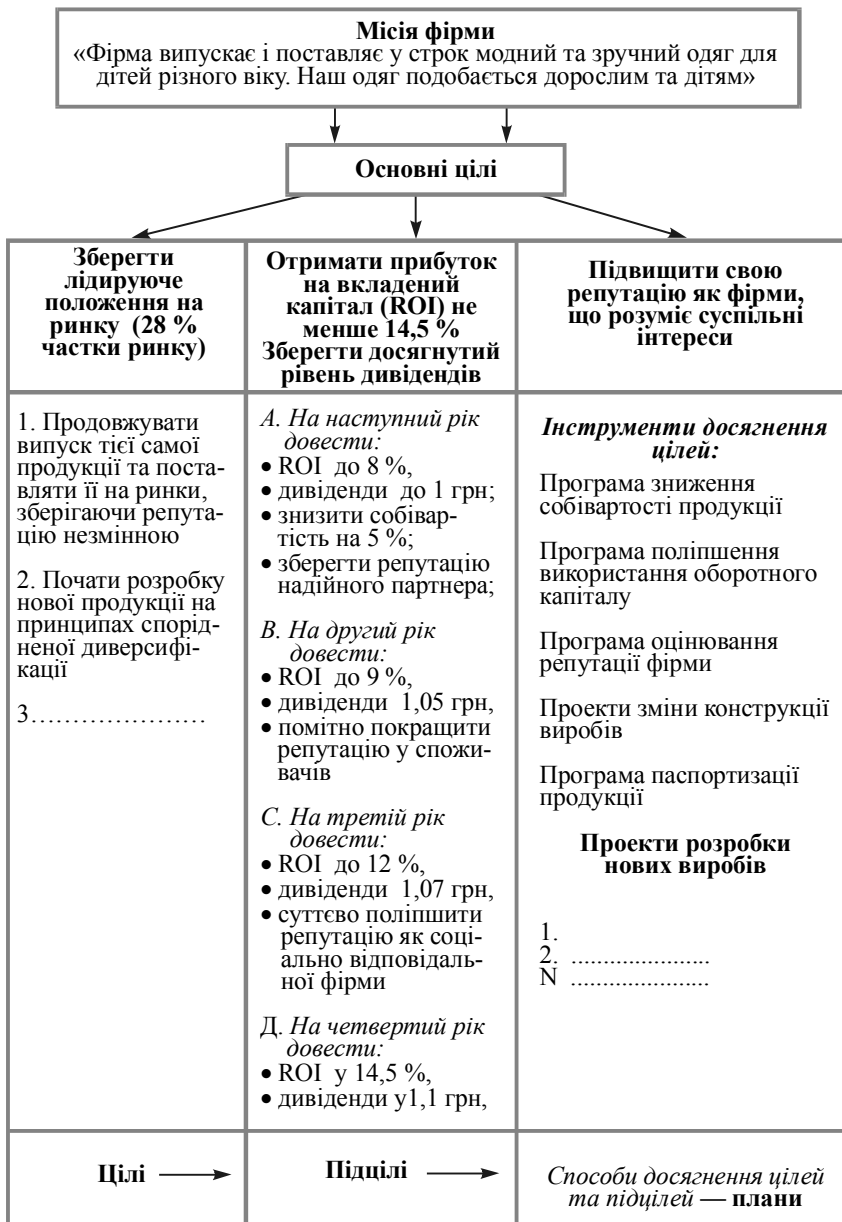 Місія фірми
«Фірма випускає і поставляє у строк модний та зручний одяг для
дітей різного віку. Наш одяг подобається дорослим та дітям»
Основні цілі
Зберегти
лідируюче
положення на
ринку (28 %
частки ринку)
Отримати прибуток
на вкладений
капітал (ROI) не
менше 14,5 %
Зберегти досягнутий
рівень дивідендів
Підвищити свою
репутацію як фірми,
що розуміє суспільні
інтереси
1. Продовжувати
випуск тієї самої
продукції та поста-
вляти її на ринки,
зберігаючи репута-
цію незмінною
2. Почати розробку
нової продукції на
принципах спорід-
неної диверсифі-
кації
3…………………
А. На наступний рік
довести:
• ROI до 8 %,
• дивіденди до 1 грн;
• знизити собівар-
тість на 5 %;
• зберегти репутацію
надійного партнера;
В. На другий рік
довести:
• ROI до 9 %,
• дивіденди 1,05 грн,
• помітно покращити
репутацію у спожи-
вачів
С. На третій рік
довести:
• ROI до 12 %,
• дивіденди 1,07 грн,
• суттєво поліпшити
репутацію як соці-
ально відповідаль-
ної фірми
Д. На четвертий рік
довести:
• ROI у 14,5 %,
• дивіденди у1,1 грн,
Інструменти досягнення
цілей:
Програма зниження
собівартості продукції
Програма поліпшення
використання оборотного
капіталу
Програма оцінювання
репутації фірми
Проекти зміни конструкції
виробів
Програма паспортизації
продукції
Проекти розробки
нових виробів
1.
2. ......................
N ......................
Цілі
Підцілі
Способи досягнення цілей
та підцілей — плани